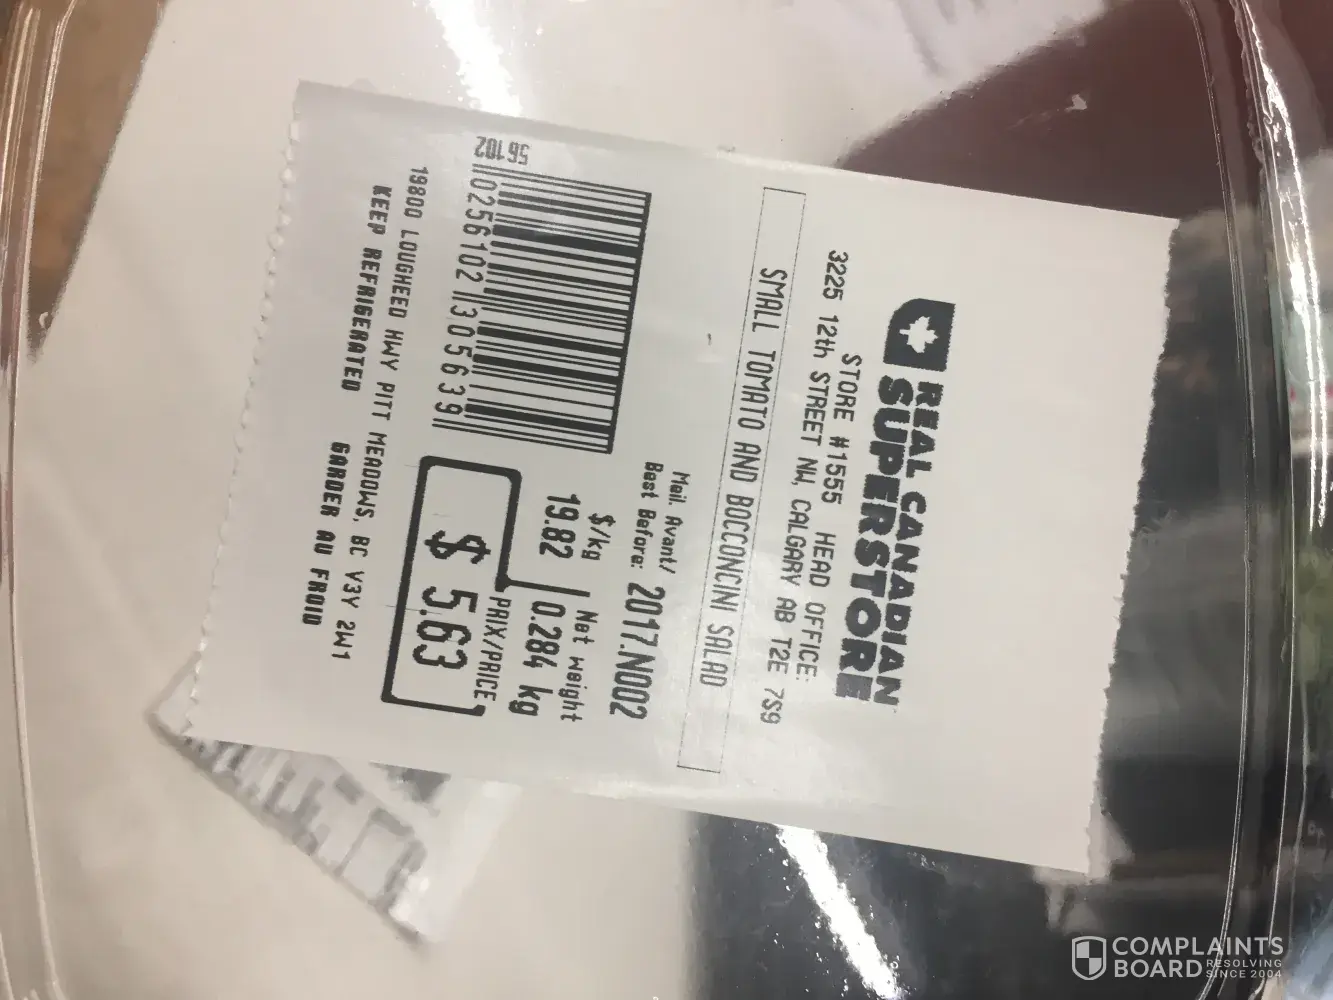 REAL CANADIAN
SUPERSTORE
STORE #1555 HEAD OFFICE:
3225 12th STREET NW, CALGARY AB T2E 7S9
SMALL TOMATO AND BOCCONCINI SALAD
Meil. Avant/
Best Before: 2017.NO02
56102
0256102 305639
$/kg Net weight
19.82 0.284 kg
PRIX/PRICE
$ 5.63
19800 LOUGHEED HWY PITT MEADOWS, BC V3Y 2W1
KEEP REFRIGERATED GARDER AU FROID
COMPLAINTS
BOARD RESOLVING
SINCE 2004